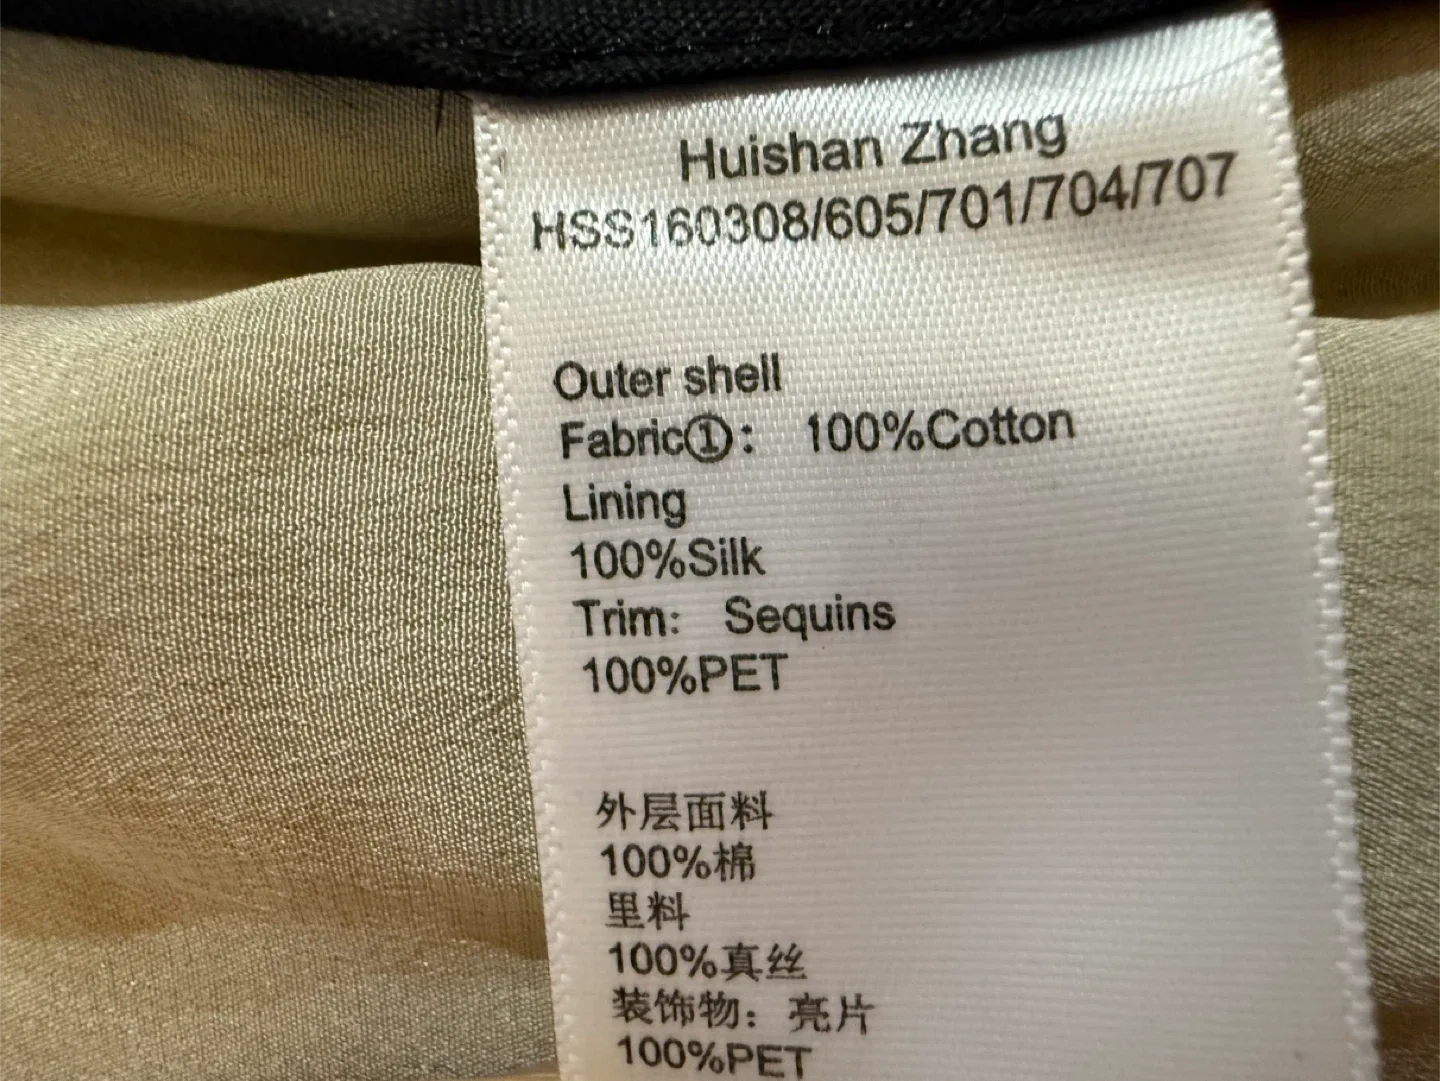 Huishan Zhang
HSS160308/605/701/704/707
Outer shell
Fabric①： 100%Cotton
Lining
100%Silk
Trim： Sequins
100%PET
外层面料
100%棉
里料
100%真丝
装饰物：亮片
100%PET